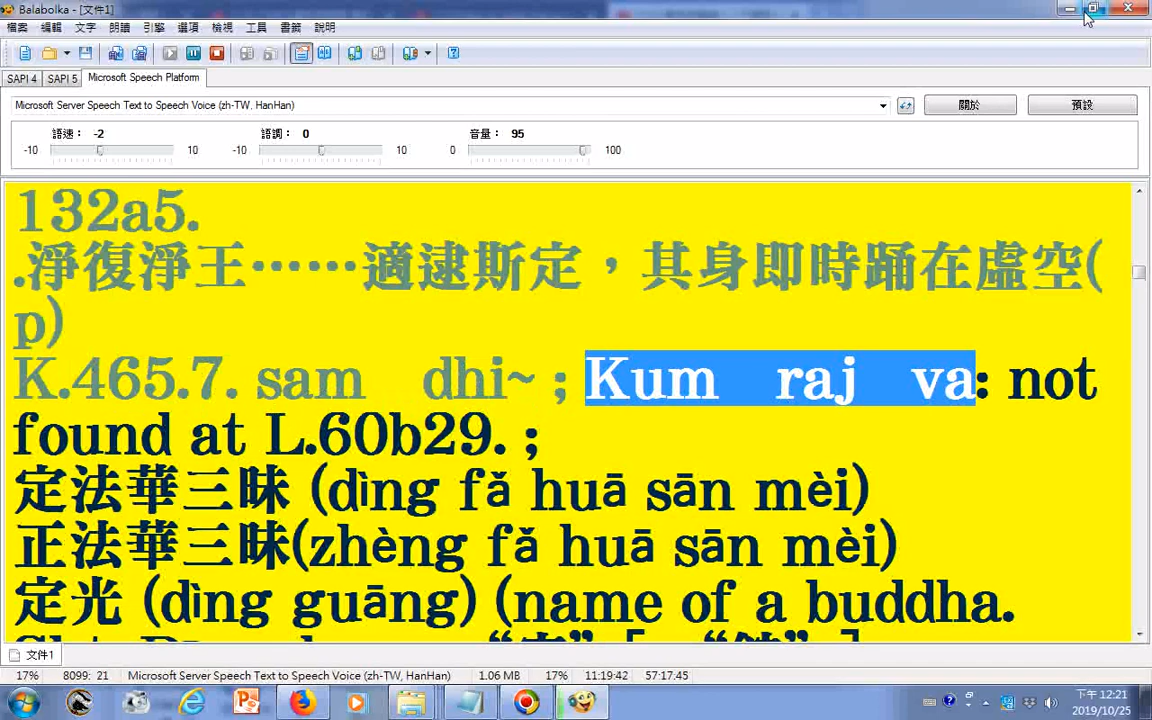 Balabolka - [文件1]
檔案 編輯 文字 朗讀 引擎 選項 檢視 工具 書籤 說明
SAPI 4 SAPI 5 Microsoft Speech Platform
Microsoft Server Speech Text to Speech Voice (zh-TW, HanHan) 關於 預設
語速： -2 語調： 0 音量： 95
-10 10 -10 10 0 100
132a5.
.淨復淨王……適逮斯定，其身即時踊在虛空(
p)
K.465.7. sam dhi~ ; Kum raj va: not
found at L.60b29. ;
定法華三昧 (dìng fǎ huā sān mèi)
正法華三昧(zhèng fǎ huā sān mèi)
定光 (dìng guāng) (name of a buddha.
文件1
17% 8099: 21 Microsoft Server Speech Text to Speech Voice (zh-TW, HanHan) 1.06 MB 17% 11:19:42 57:17:45
下午 12:21
2019/10/25